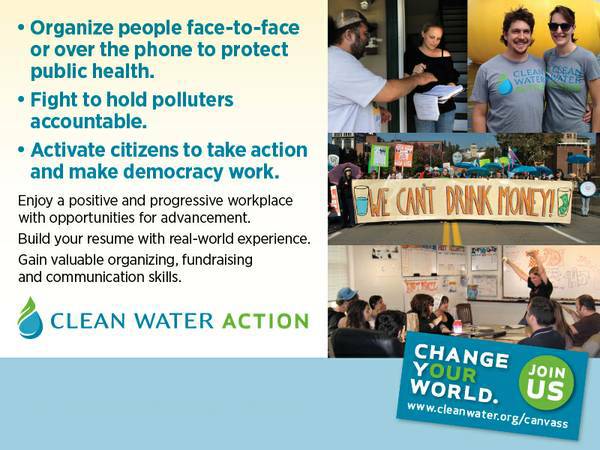 • Organize people face-to-face
or over the phone to protect
public health.
• Fight to hold polluters
accountable.
• Activate citizens to take action
and make democracy work.
Enjoy a positive and progressive workplace
with opportunities for advancement.
Build your resume with real-world experience.
Gain valuable organizing, fundraising
and communication skills.
CLEAN WATER ACTION
CLEAN WATER ACTION
CLEAN WATER ACTION
WE CAN'T DRINK MONEY!
CHANGE
YOUR
WORLD.
JOIN
US
www.cleanwater.org/canvass